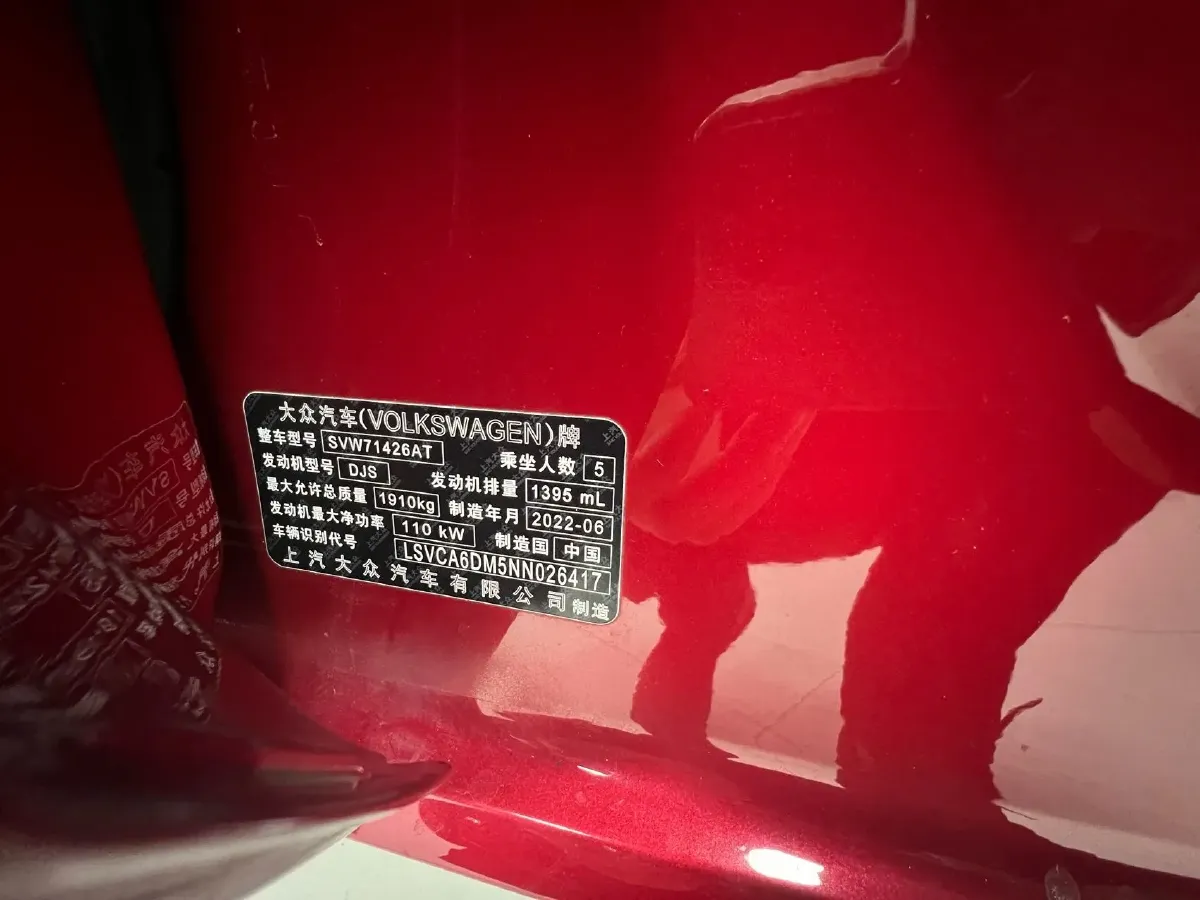 大众汽车(VOLKSWAGEN)牌
整车型号 SVW71426AT 乘坐人数 5
发动机型号 DJS 发动机排量 1395 mL
最大允许总质量 1910kg 制造年月 2022-06
发动机最大净功率 110 kW 制造国 中国
车辆识别代号 LSVCA6DM5NN026417
上汽大众汽车有限公司 制造